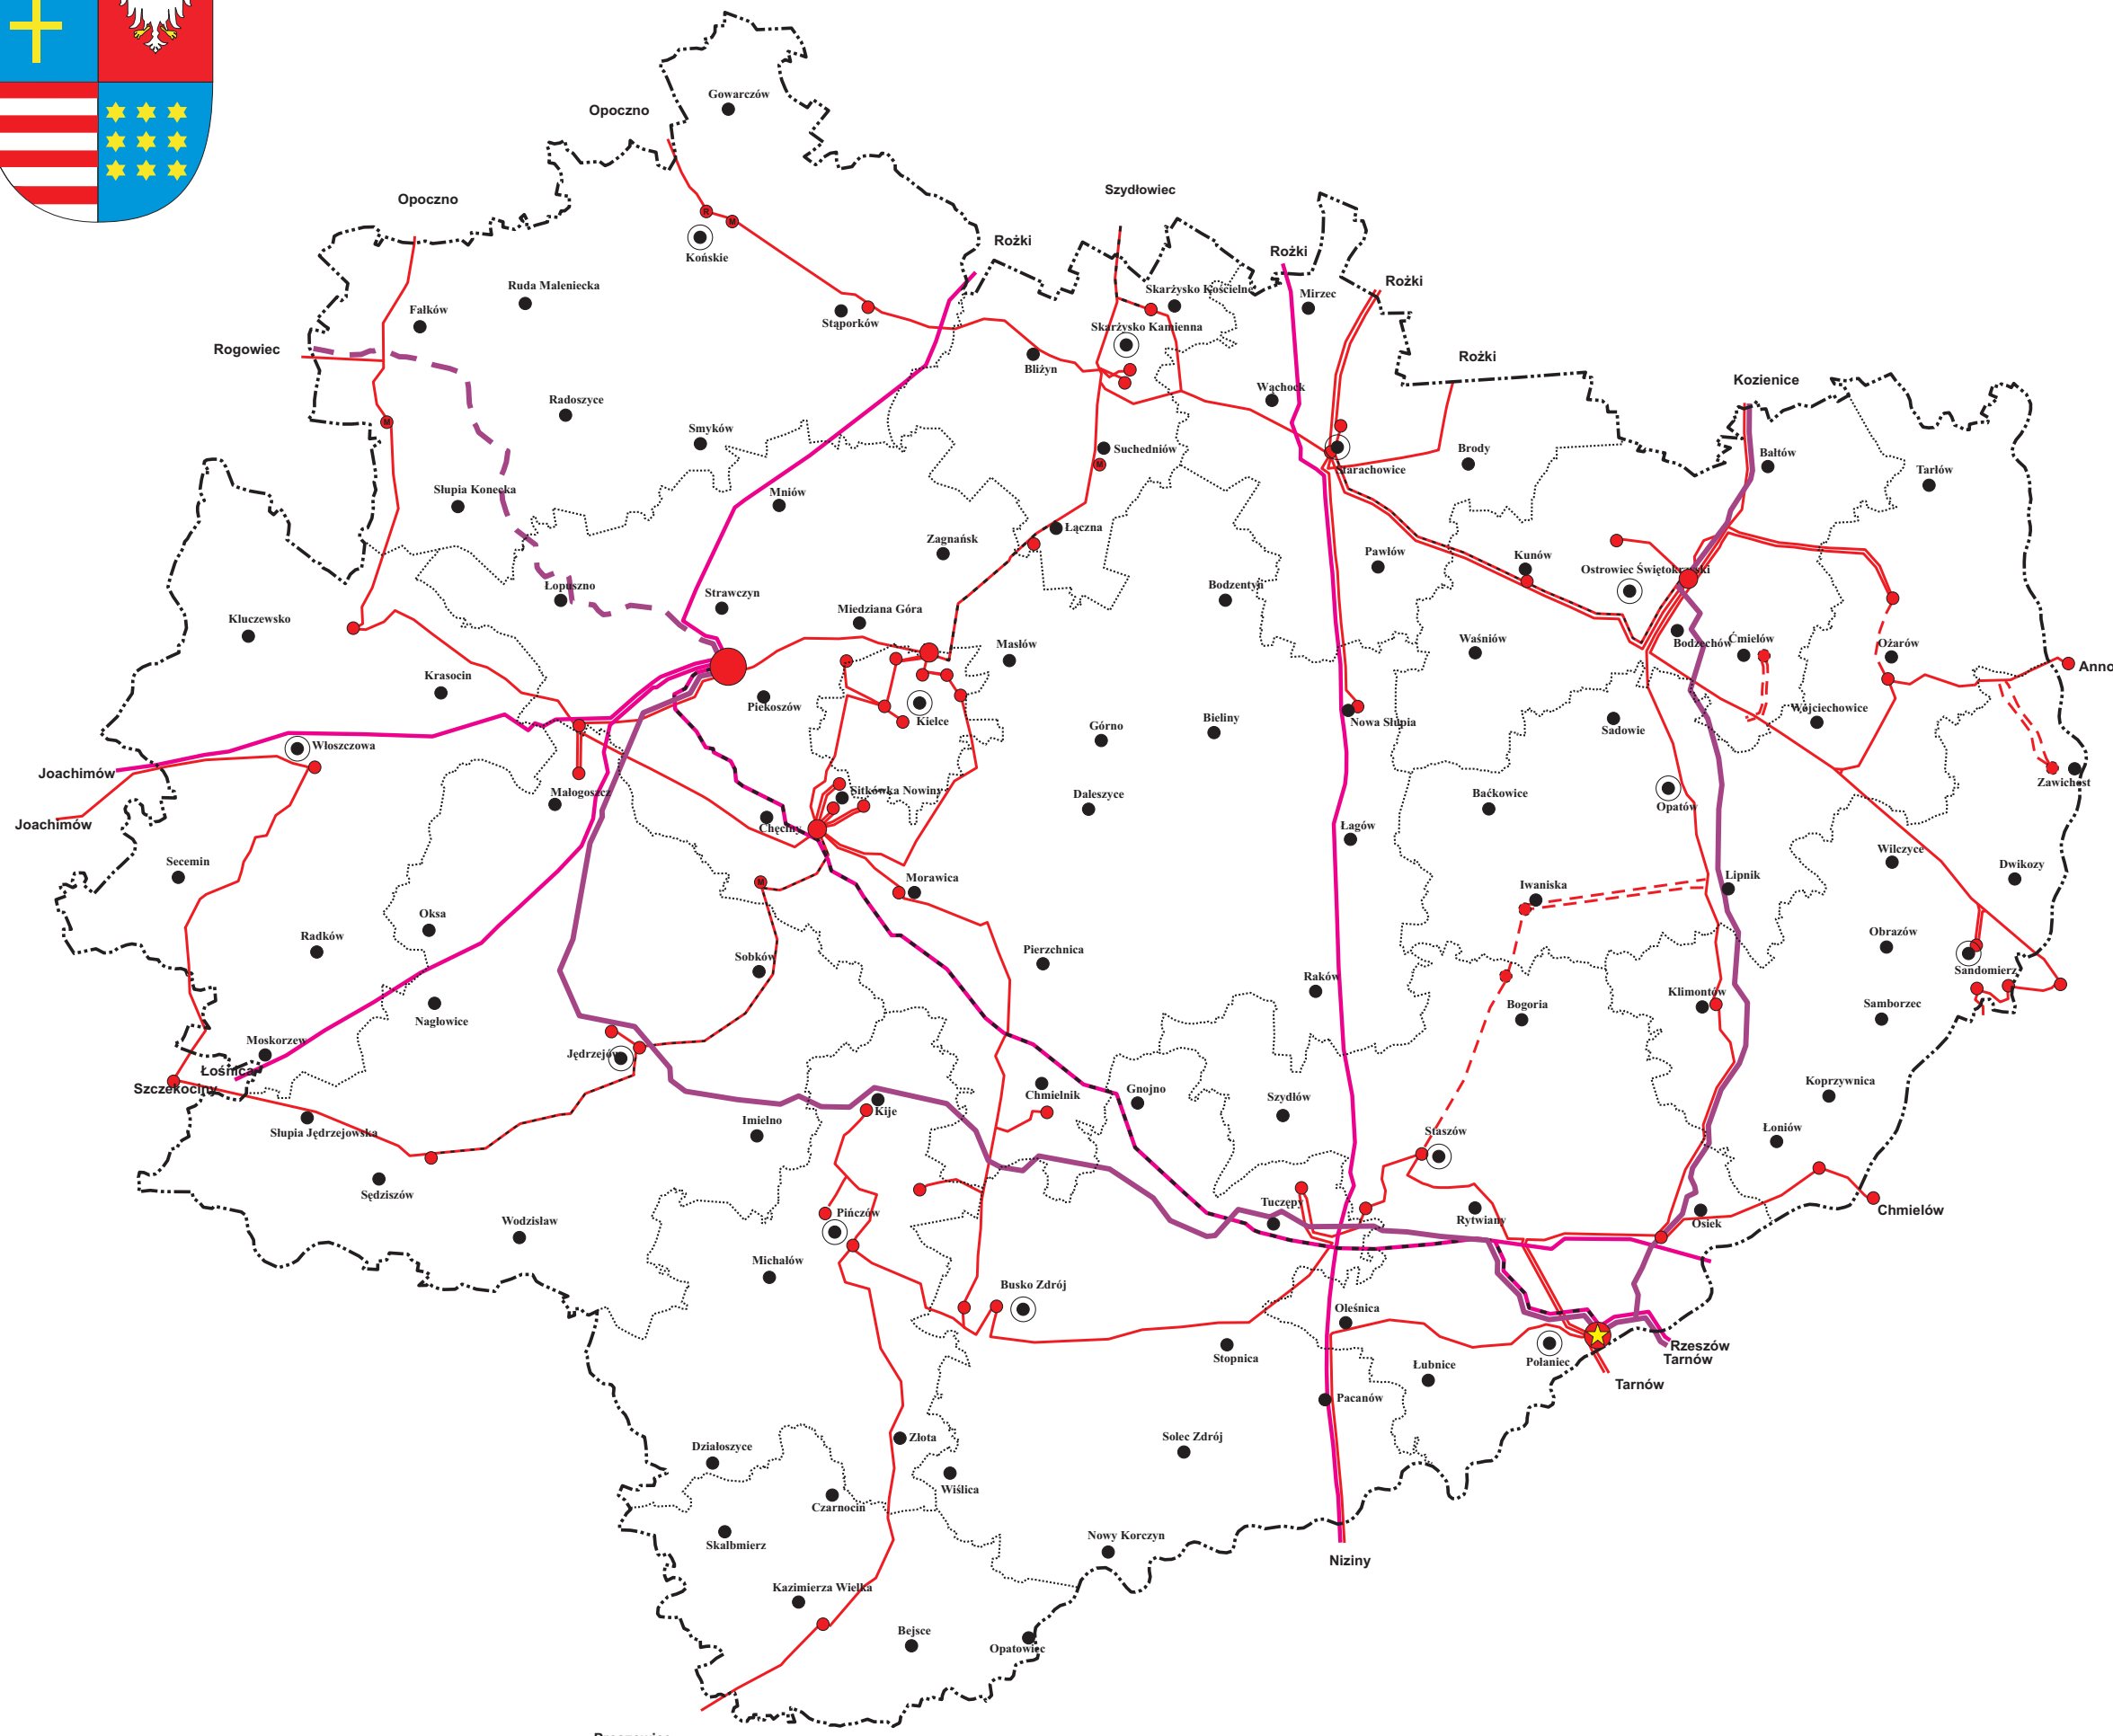 Gowarczów
Opoczno
Szydłowiec
Opoczno
Rożki
Rożki
Końskie
Rożki
Ruda Maleniecka
Skarżysko Kościelne
Mirzec
Fałków
Stąporków
Skarżysko Kamienna
Rogowiec
Rożki
Bliżyn
Kozienice
Wąchock
Radoszyce
R
M
M
Smyków
Suchedniów
M
Brody
Bałtów
Starachowice
Tarłów
Słupia Konecka
Mniów
Łączna
Zagnańsk
Pawłów
Kunów
Ostrowiec Świętokrzyski
Łopuszno
Bodzentyn
Strawczyn
Miedziana Góra
Kluczewsko
Masłów
Waśniów
Bodzechów
Ćmielów
Ożarów
Krasocin
Piekoszów
Kielce
Nowa Słupia
Wojciechowice
Górno
Bieliny
Sadowie
Włoszczowa
Joachimów
Małogoszcz
Sitkówka Nowiny
Daleszyce
Baćkowice
Opatów
Zawichost
Joachimów
Chęciny
Łagów
Secemin
Wilczyce
Dwikozy
M
Morawica
Iwaniska
Lipnik
Oksa
Radków
Obrazów
Sobków
Pierzchnica
Raków
Sandomierz
Bogoria
Klimontów
Samborzec
Nagłowice
Moskorzew
Jędrzejów
Łośnica
Szczekociny
Chmielnik
Gnojno
Szydłów
Koprzywnica
Kije
Imielno
Słupia Jędrzejowska
Staszów
Łoniów
Sędziszów
Wodzisław
Pińczów
Tuczępy
Rytwiany
Osiek
Chmielów
Michałów
Busko Zdrój
Oleśnica
Stopnica
Połaniec
Rzeszów
Tarnów
Łubnice
Tarnów
Pacanów
Złota
Solec Zdrój
Działoszyce
Wiślica
Czarnocin
Skalbmierz
Nowy Korczyn
Niziny
Kazimierza Wielka
Bejsce
Opatowiec